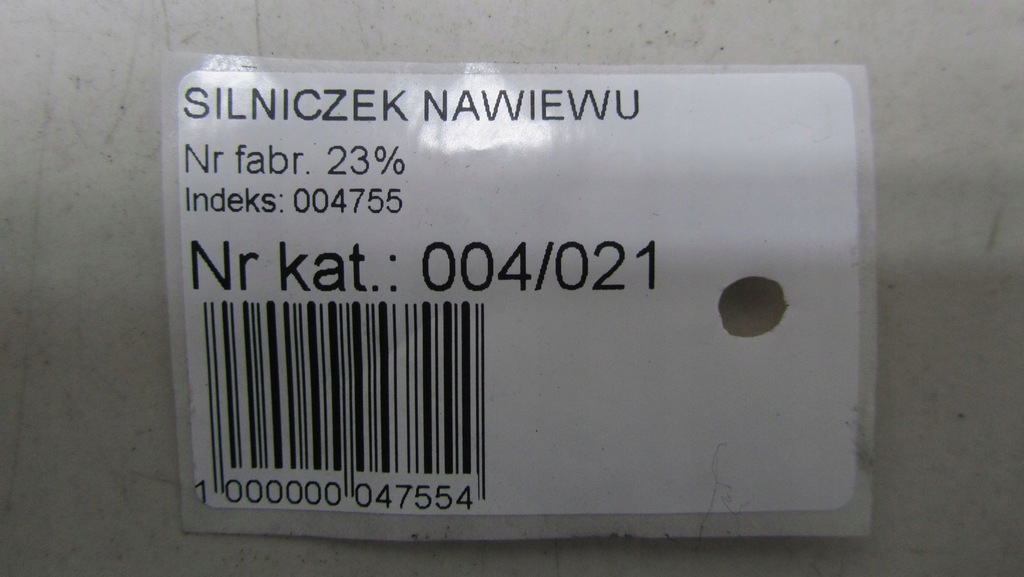 SILNICZEK NAWIEWU
Nr fabr. 23%
Indeks: 004755
Nr kat.: 004/021
1 000000 047554